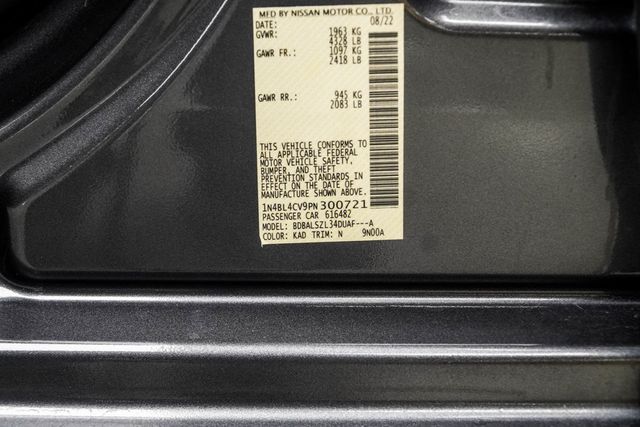 MFD BY NISSAN MOTOR CO., LTD.
DATE: 08/22
GVWR: 1963 KG
4328 LB
GAWR FR.: 1097 KG
2418 LB
GAWR RR.: 945 KG
2083 LB
THIS VEHICLE CONFORMS TO
ALL APPLICABLE FEDERAL
MOTOR VEHICLE SAFETY,
BUMPER, AND THEFT
PREVENTION STANDARDS
IN EFFECT ON THE DATE OF
MANUFACTURE SHOWN ABOVE.
1N4BL4CV9PN300721
PASSENGER CAR 616482
MODEL: BDBALSZL34DUAF---A
COLOR: KAD TRIM: N 9N00A